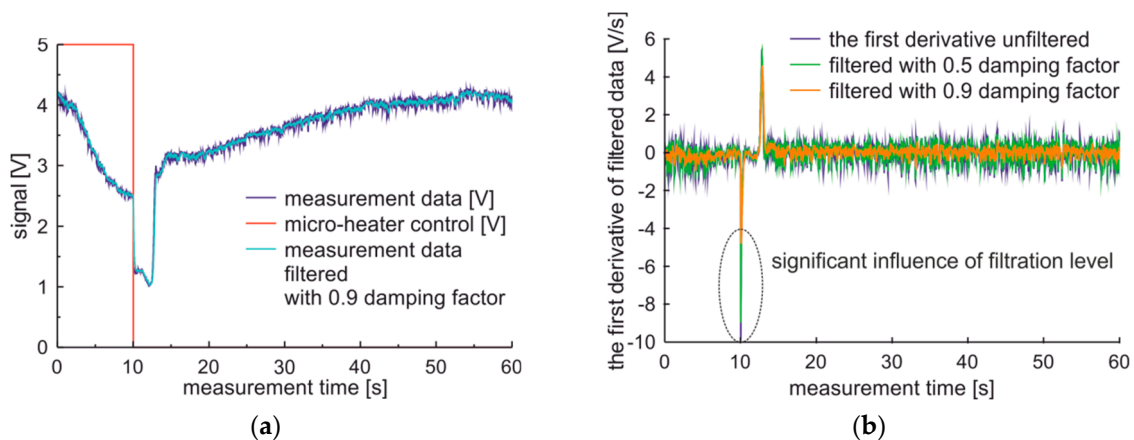 signal [V]
5
4
3
2
1
0
measurement data [V]
micro-heater control [V]
measurement data
filtered
with 0.9 damping factor
0 10 20 30 40 50 60
measurement time [s]
(a)
the first derivative of filtered data [V/s]
6
4
2
0
-2
-4
-6
-8
-10
the first derivative unfiltered
filtered with 0.5 damping factor
filtered with 0.9 damping factor
significant influence of filtration level
0 10 20 30 40 50 60
measurement time [s]
(b)